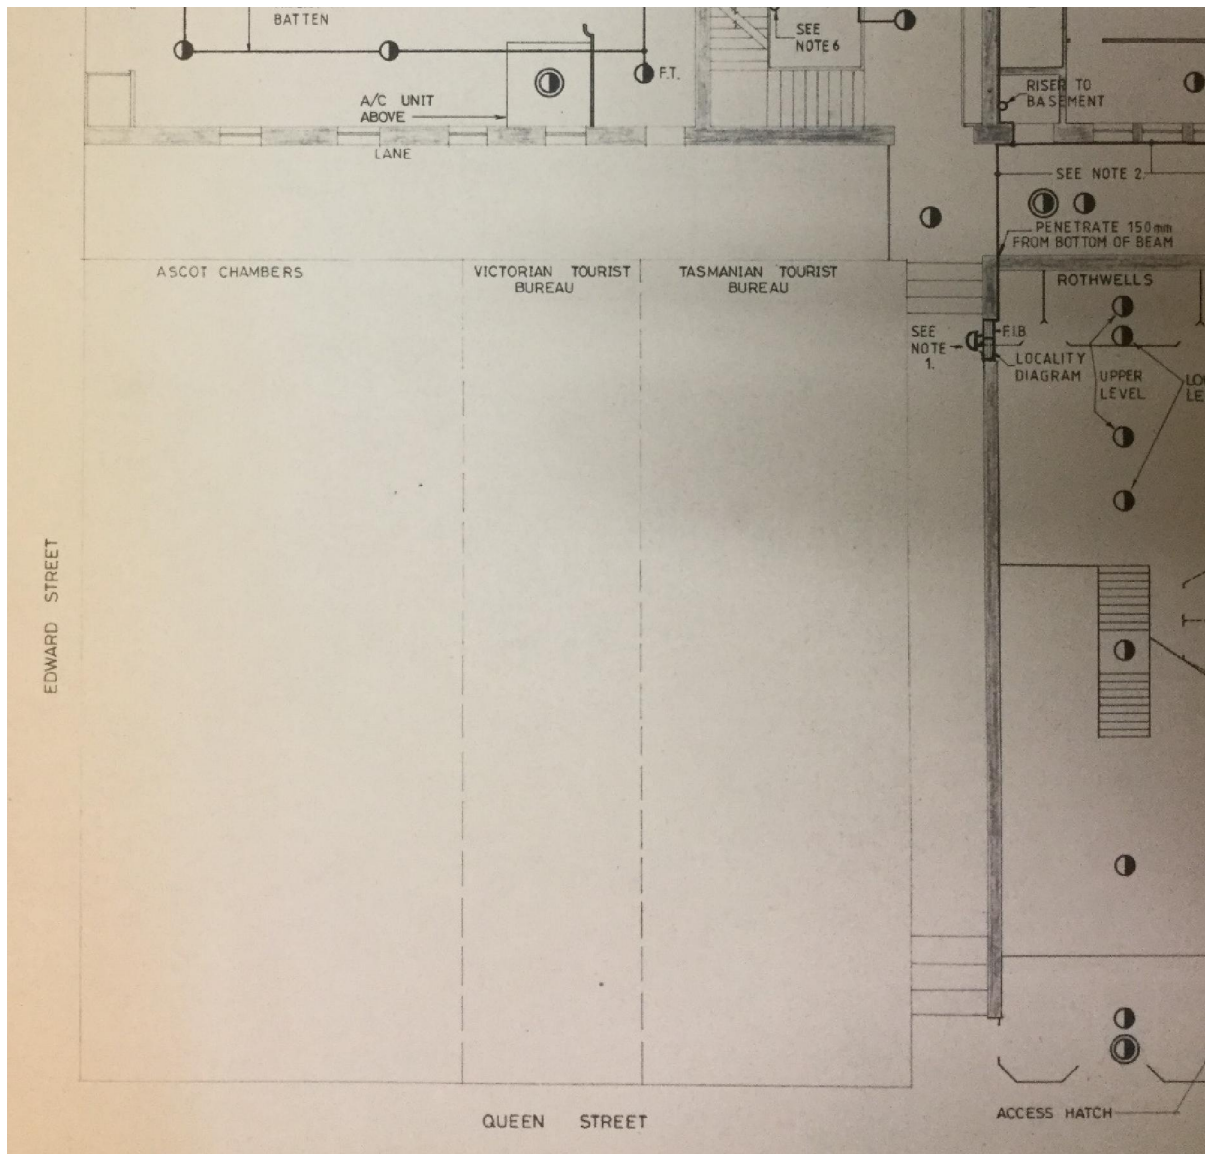 BATTEN
SEE
NOTE 6
F.T.
A/C UNIT
ABOVE
RISER TO
BASEMENT
LANE
SEE NOTE 2.
PENETRATE 150mm
FROM BOTTOM OF BEAM
ASCOT CHAMBERS
VICTORIAN TOURIST
BUREAU
TASMANIAN TOURIST
BUREAU
ROTHWELLS
SEE
NOTE
1.
F.I.B.
LOCALITY
DIAGRAM
UPPER
LEVEL
LO
LE
EDWARD STREET
QUEEN STREET
ACCESS HATCH